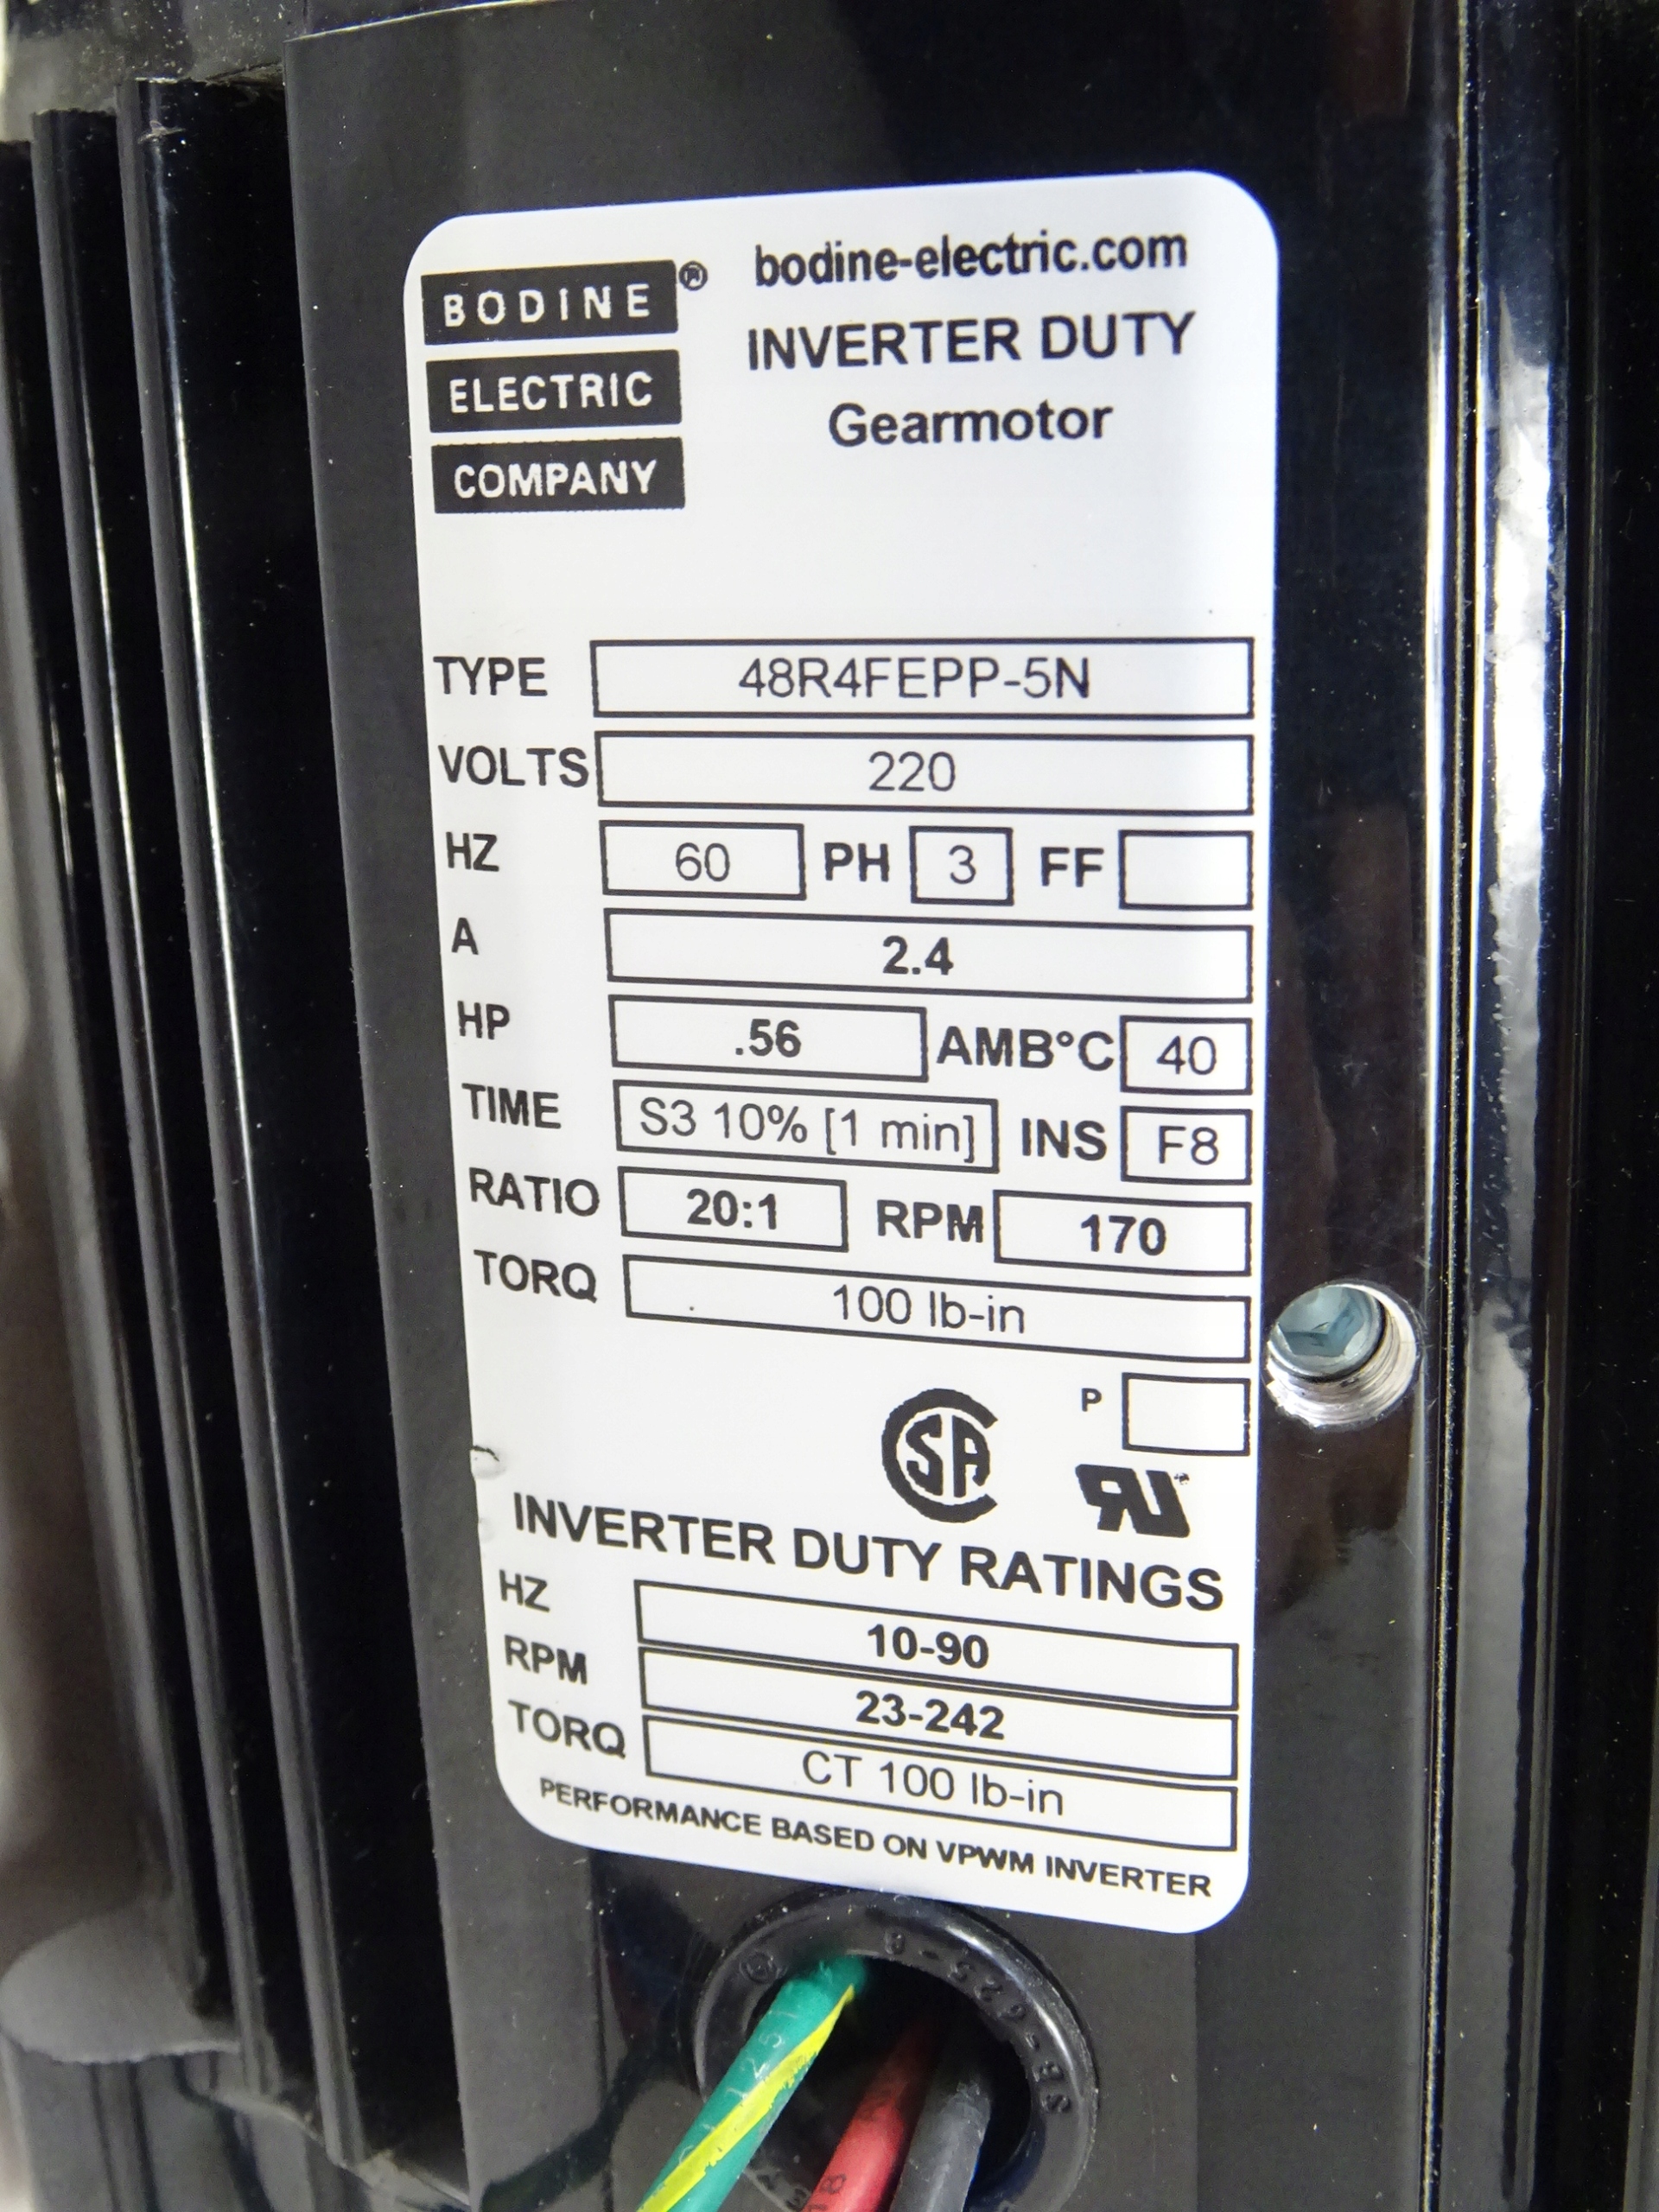 BODINE ® bodine-electric.com
ELECTRIC INVERTER DUTY
COMPANY Gearmotor
TYPE 48R4FEPP-5N
VOLTS 220
HZ 60 PH 3 FF
A 2.4
HP .56 AMB°C 40
TIME S3 10% [1 min] INS F8
RATIO 20:1 RPM 170
TORQ 100 lb-in
P
INVERTER DUTY RATINGS
HZ 10-90
RPM 23-242
TORQ CT 100 lb-in
PERFORMANCE BASED ON VPWM INVERTER
SB-625-8